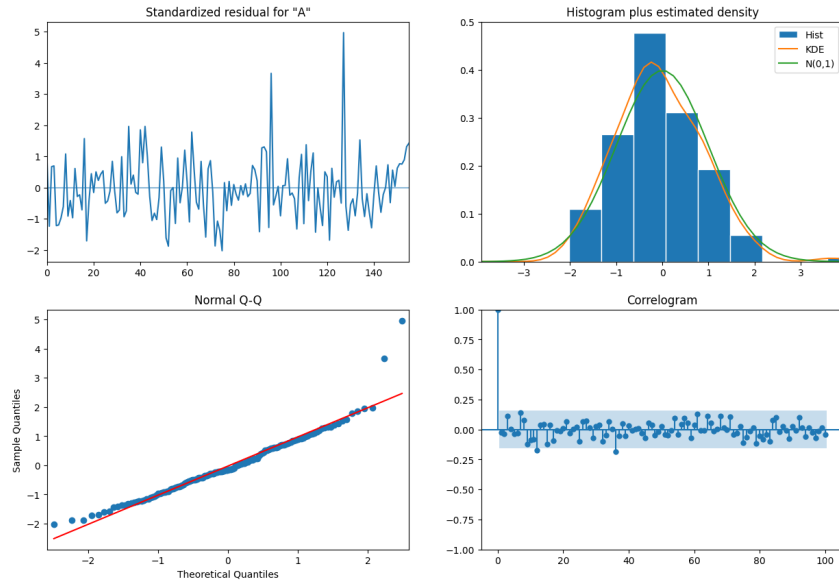 Standardized residual for "A"
5
4
3
2
1
0
−1
−2
0 20 40 60 80 100 120 140
Histogram plus estimated density
Hist
KDE
N(0,1)
0.5
0.4
0.3
0.2
0.1
0.0
−3 −2 −1 0 1 2 3
Normal Q-Q
Sample Quantiles
5
4
3
2
1
0
−1
−2
−2 −1 0 1 2
Theoretical Quantiles
Correlogram
1.00
0.75
0.50
0.25
0.00
−0.25
−0.50
−0.75
−1.00
0 20 40 60 80 100